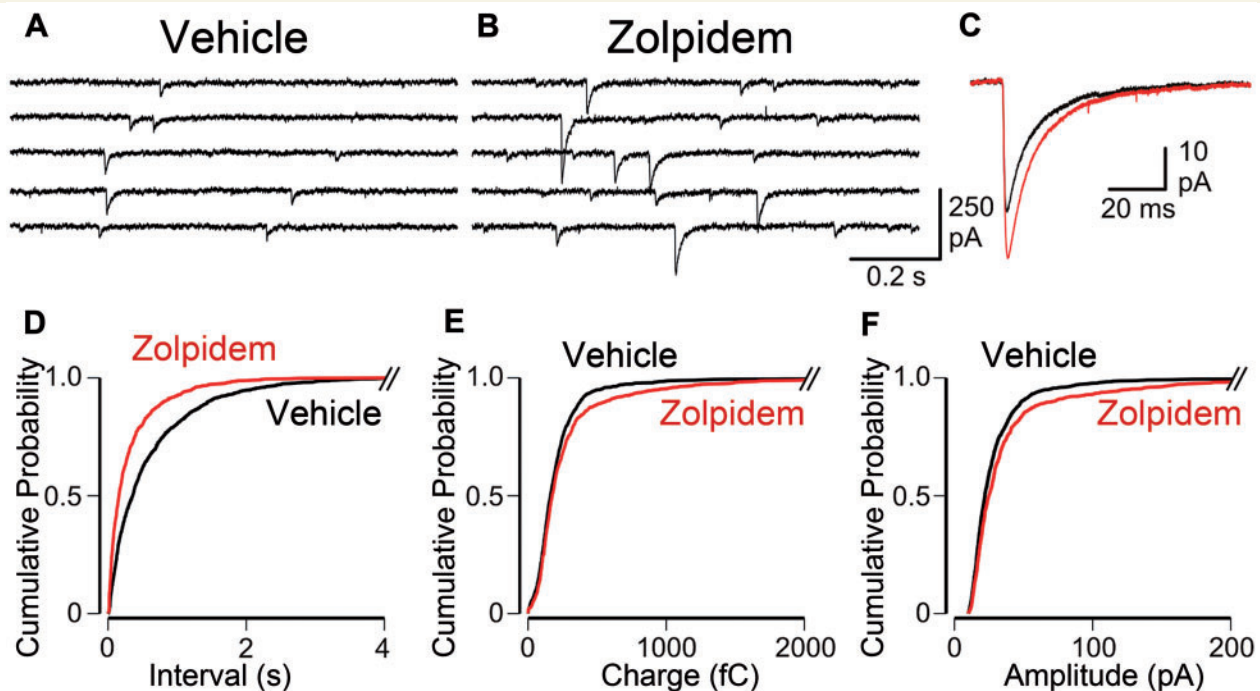 A
Vehicle
B
Zolpidem
C
10
pA
20 ms
250
pA
0.2 s
D
Zolpidem
Vehicle
Cumulative Probability
1.0
0.5
0
0
2
4
Interval (s)
E
Vehicle
Zolpidem
Cumulative Probability
1.0
0.5
0
0
1000
2000
Charge (fC)
F
Vehicle
Zolpidem
Cumulative Probability
1.0
0.5
0
0
100
200
Amplitude (pA)